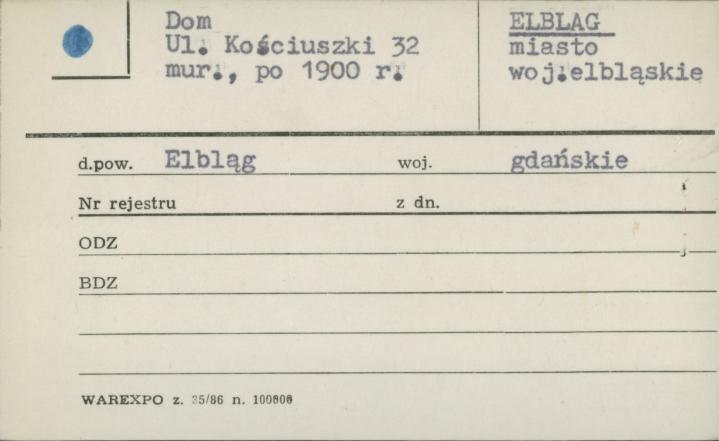 Dom
Ul. Kościuszki 32
mur., po 1900 r.
ELBLĄG
miasto
woj.elbląskie
d.pow. Elbląg woj. gdańskie
Nr rejestru z dn.
ODZ
BDZ
WAREXPO z. 35/86 n. 100000